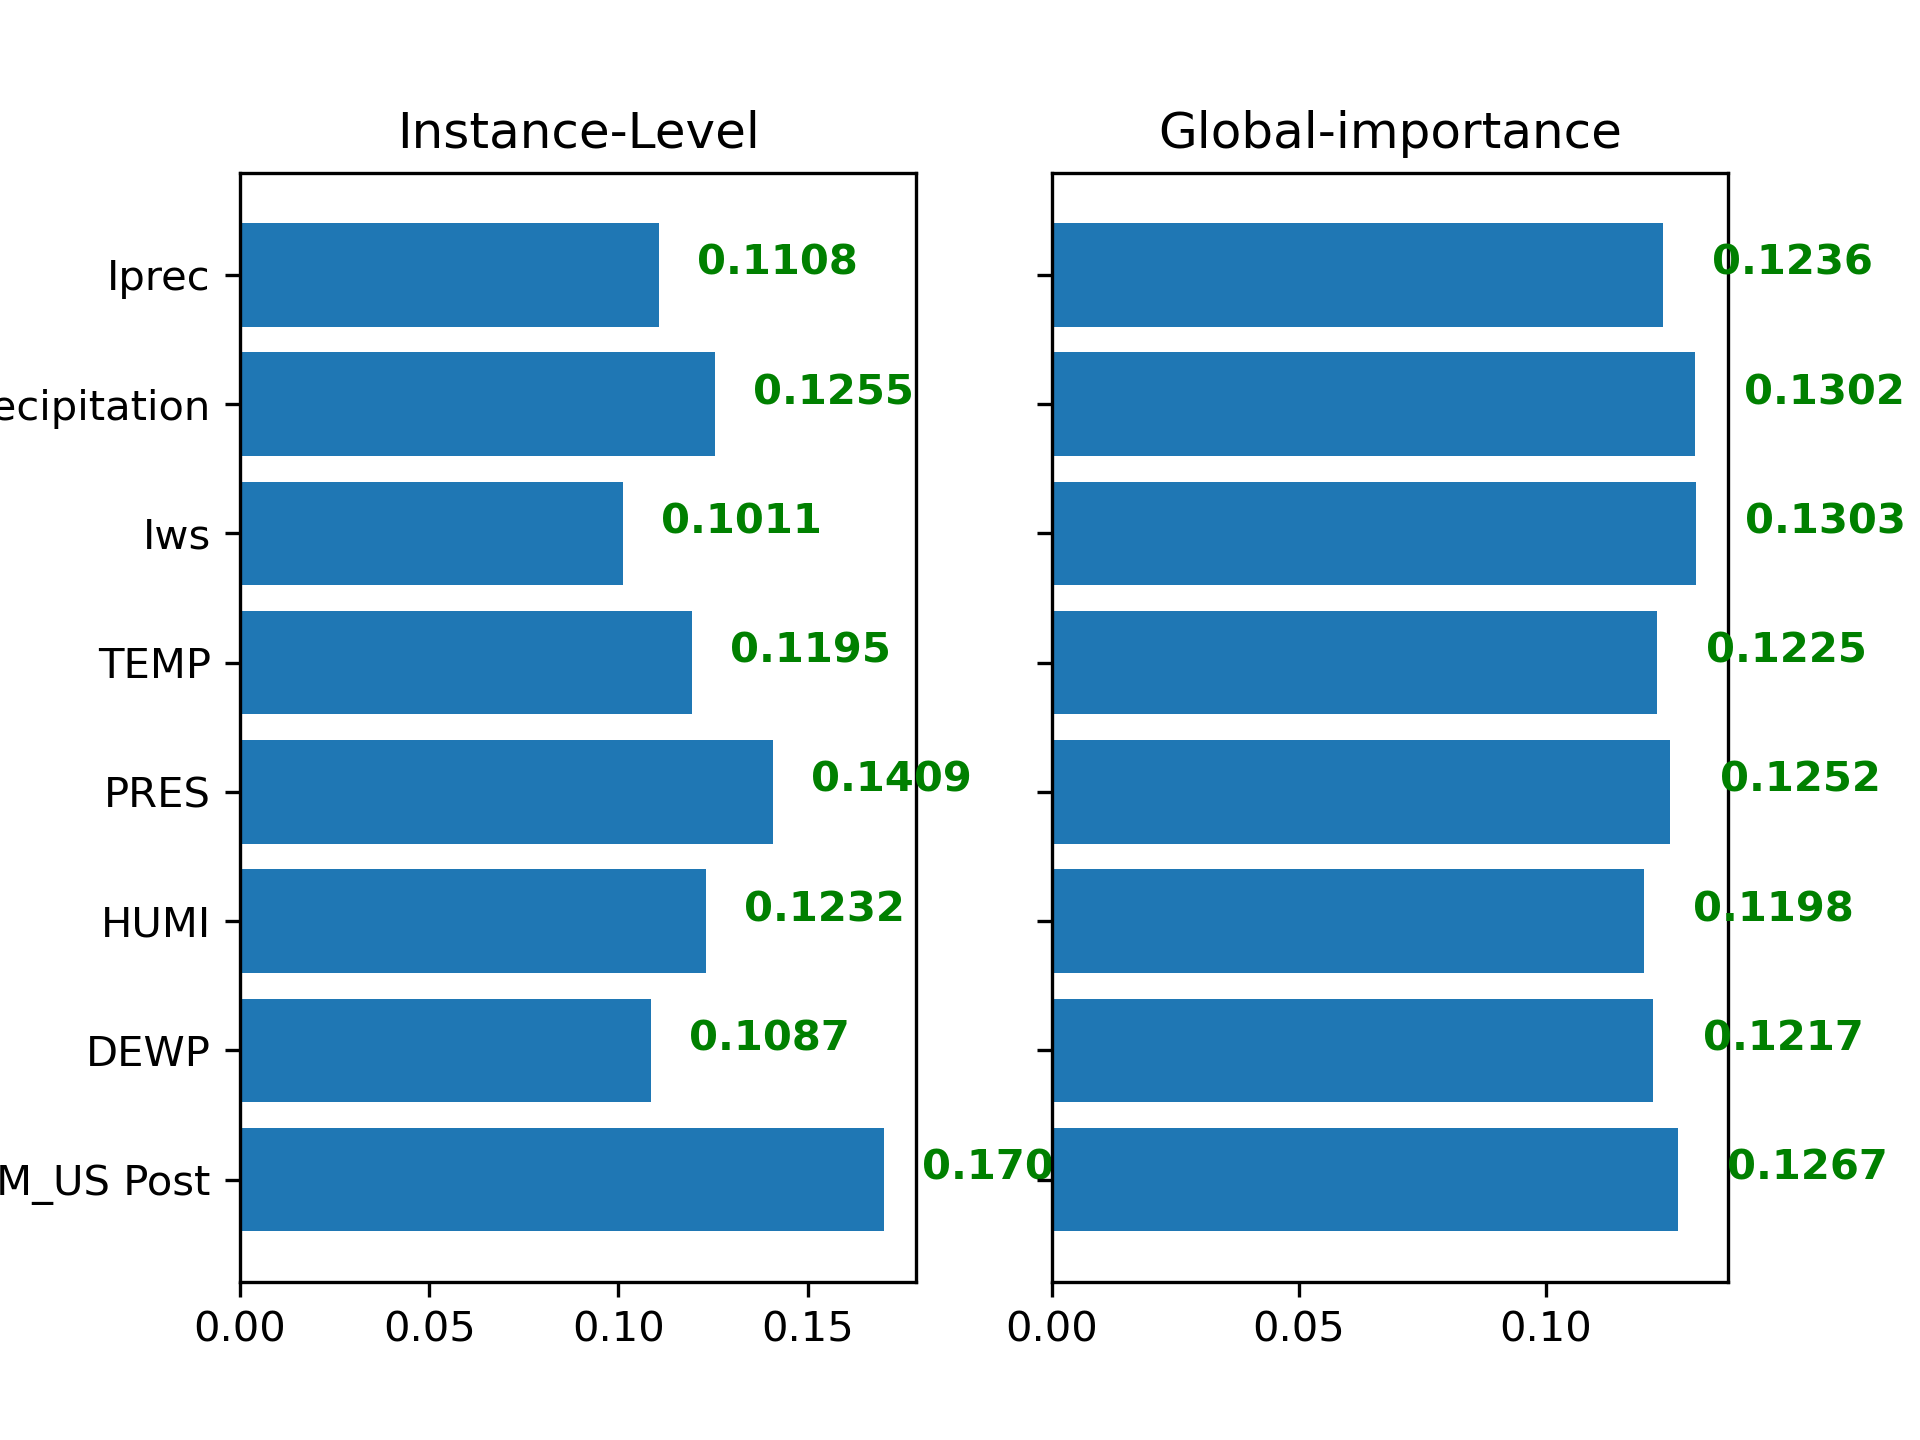 Instance-Level
Global-importance
Iprec
0.1108
0.1236
ecipitation
0.1255
0.1302
Iws
0.1011
0.1303
TEMP
0.1195
0.1225
PRES
0.1409
0.1252
HUMI
0.1232
0.1198
DEWP
0.1087
0.1217
M_US Post
0.170
0.1267
0.00 0.05 0.10 0.15
0.00 0.05 0.10